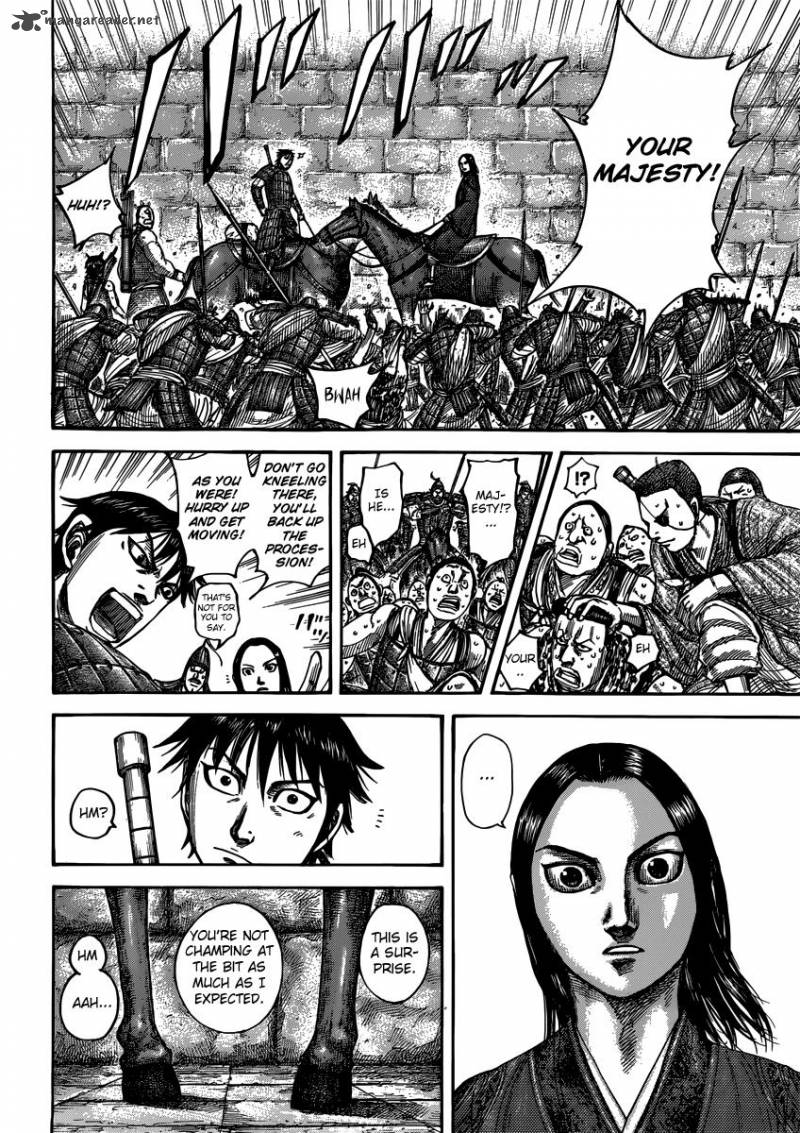 mangareader.net
YOUR
MAJESTY!
HUH!?
BWAH
!?
YOUR
..
EH
MAJ-
ESTY!?
...
IS
HE...
EH
DON'T GO
KNEELING
THERE,
YOU'LL
BACK UP
THE
PROCES-
SION!
AS YOU
WERE!
HURRY UP
AND GET
MOVING!
THAT'S
NOT FOR
YOU TO
SAY.
...
HM?
THIS IS
A SUR-
PRISE.
YOU'RE NOT
CHAMPING
AT THE
BIT AS
MUCH AS I
EXPECTED.
HM
AAH...